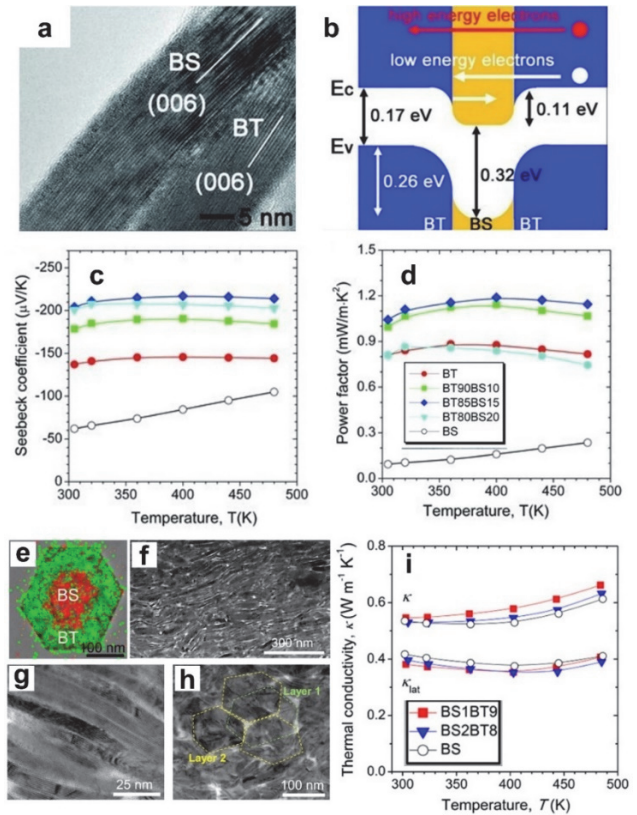 a
BS
(006)
BT
(006)
5 nm
b
high energy electrons
low energy electrons
Ec
0.17 eV
0.11 eV
Ev
0.26 eV
0.32 eV
BT
BS
BT
c
Seebeck coefficient (μV/K)
-250
-200
-150
-100
-50
0
300
350
400
450
500
Temperature, T(K)
d
Power factor (mW/m·K²)
1.5
1.2
0.9
0.6
0.3
0.0
BT
BT90BS10
BT85BS15
BT80BS20
BS
300
350
400
450
500
Temperature, T(K)
e
BS
BT
100 nm
f
300 nm
g
25 nm
h
Layer 1
Layer 2
100 nm
i
Thermal conductivity, κ (W m⁻¹ K⁻¹)
0.8
0.6
0.4
0.2
0.0
κ
κlat
BS1BT9
BS2BT8
BS
300
350
400
450
500
Temperature, T(K)